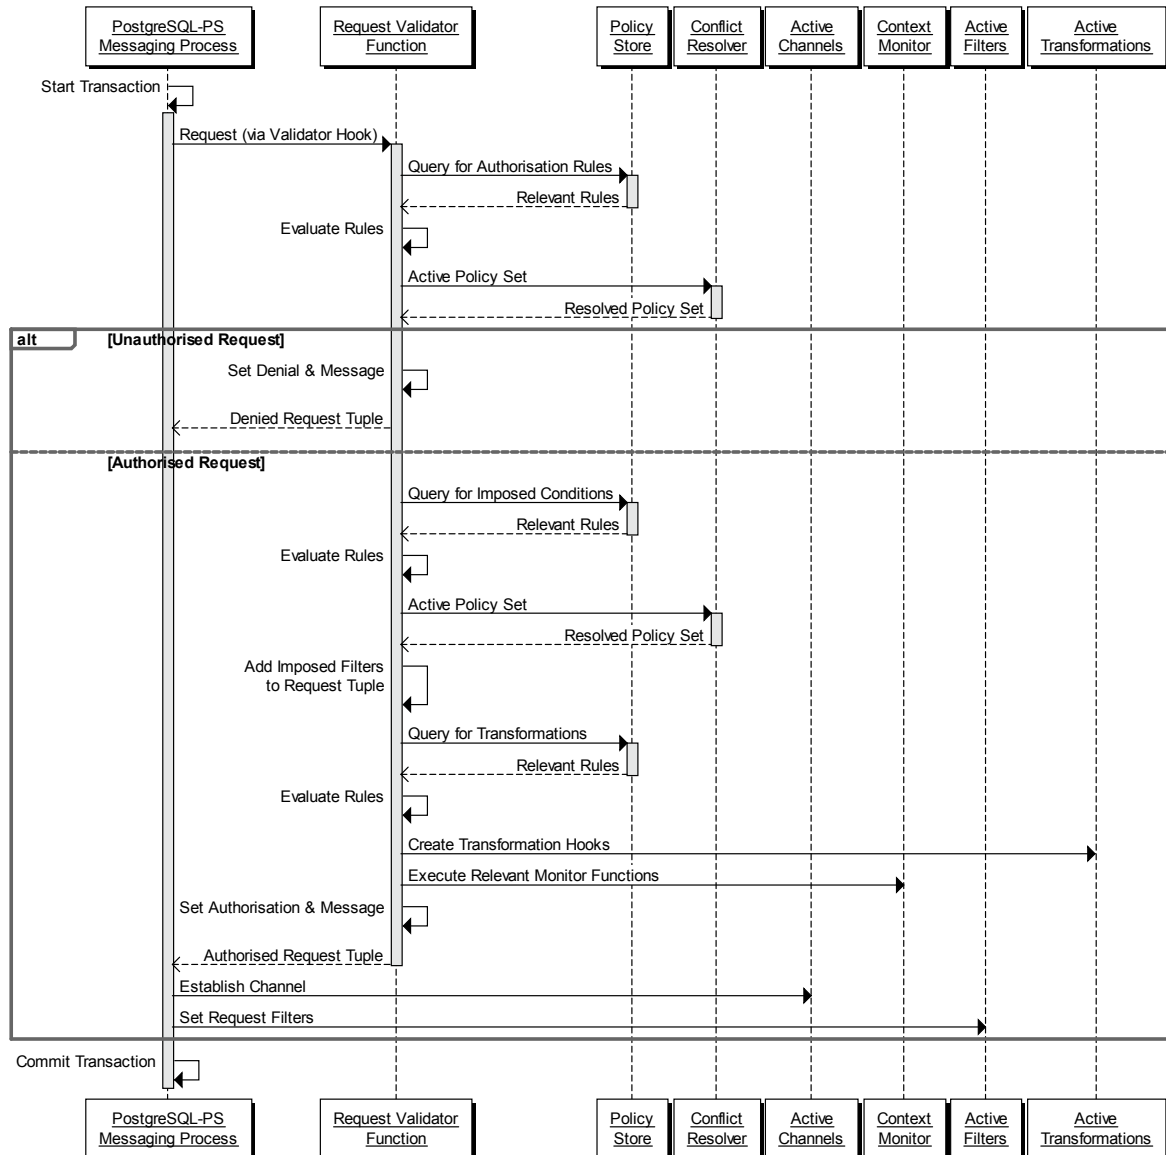 PostgreSQL-PS
Messaging Process
Request Validator
Function
Policy
Store
Conflict
Resolver
Active
Channels
Context
Monitor
Active
Filters
Active
Transformations
Start Transaction
Request (via Validator Hook)
Query for Authorisation Rules
Relevant Rules
Evaluate Rules
Active Policy Set
Resolved Policy Set
alt
[Unauthorised Request]
Set Denial & Message
Denied Request Tuple
[Authorised Request]
Query for Imposed Conditions
Relevant Rules
Evaluate Rules
Active Policy Set
Resolved Policy Set
Add Imposed Filters
to Request Tuple
Query for Transformations
Relevant Rules
Evaluate Rules
Create Transformation Hooks
Execute Relevant Monitor Functions
Set Authorisation & Message
Authorised Request Tuple
Establish Channel
Set Request Filters
Commit Transaction
PostgreSQL-PS
Messaging Process
Request Validator
Function
Policy
Store
Conflict
Resolver
Active
Channels
Context
Monitor
Active
Filters
Active
Transformations